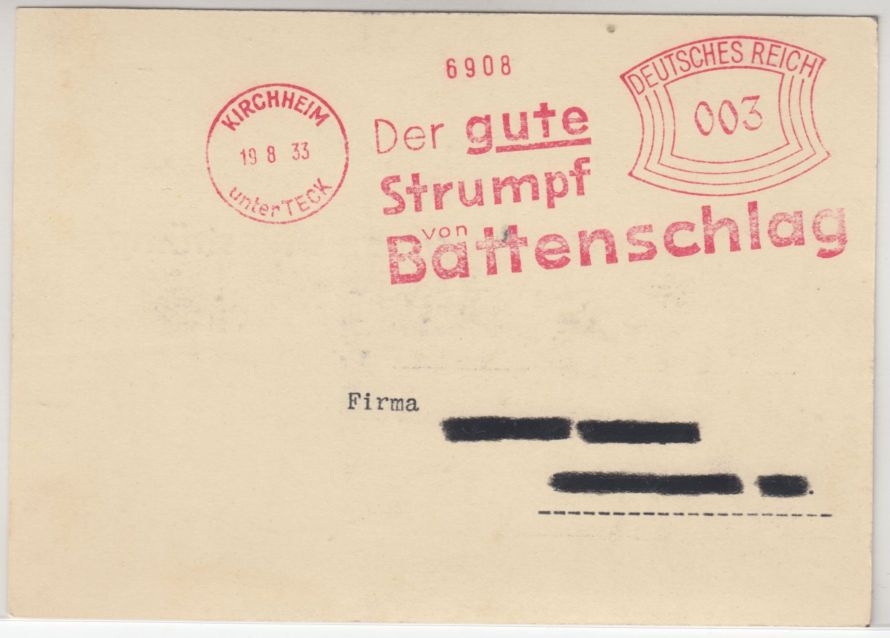 6908
DEUTSCHES REICH
003
KIRCHHEIM
19 8 33
unter TECK
Der gute
Strumpf
von
Battenschlag
Firma